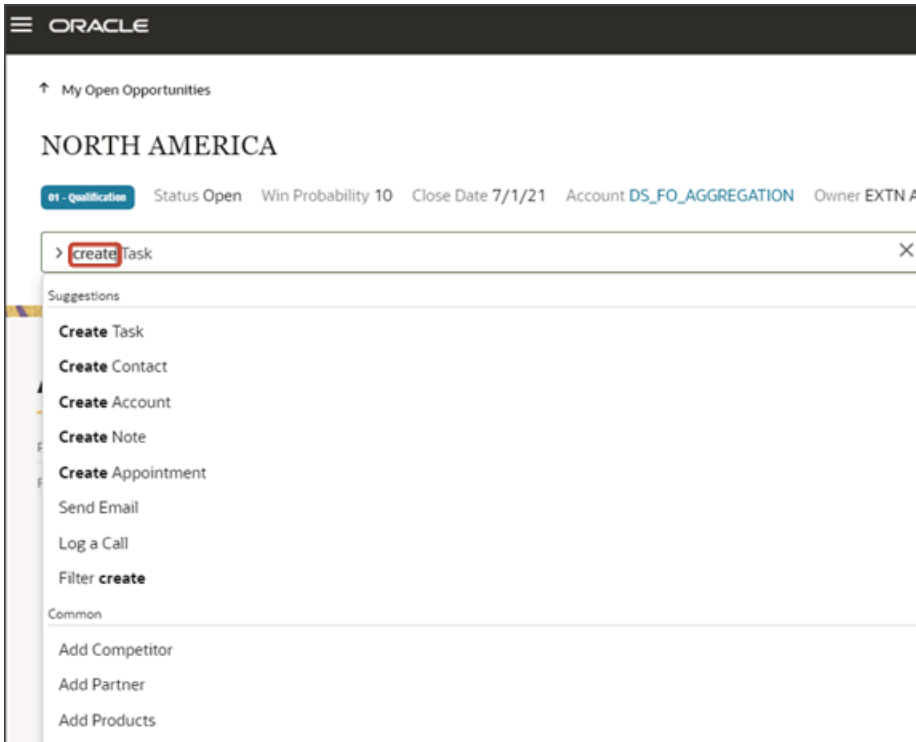 ORACLE
My Open Opportunities
NORTH AMERICA
01 - Qualification Status Open Win Probability 10 Close Date 7/1/21 Account DS_FO_AGGREGATION Owner EXTN A
create Task
Suggestions
Create Task
Create Contact
Create Account
Create Note
Create Appointment
Send Email
Log a Call
Filter create
Common
Add Competitor
Add Partner
Add Products